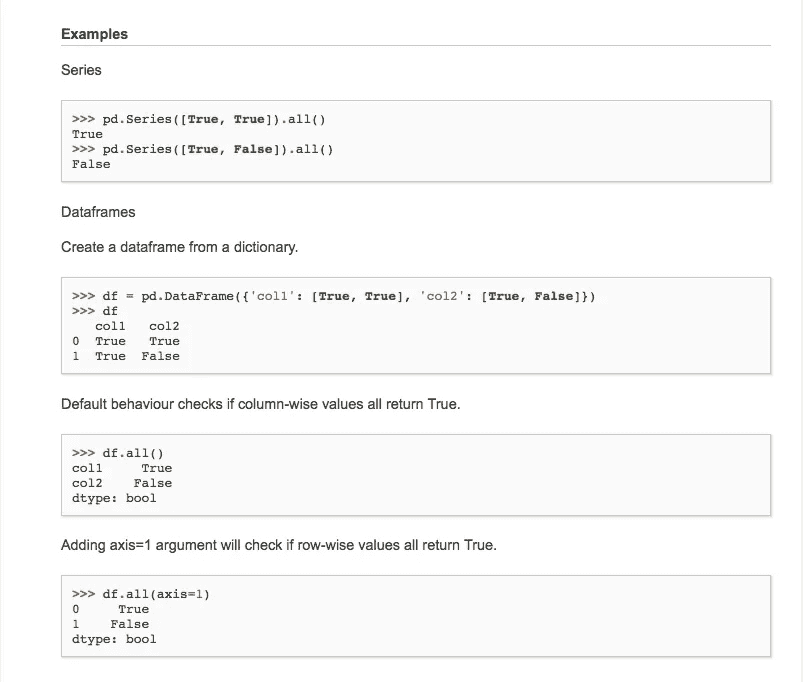 Examples
Series
>>> pd.Series([True, True]).all()
True
>>> pd.Series([True, False]).all()
False
Dataframes
Create a dataframe from a dictionary.
>>> df = pd.DataFrame({'col1': [True, True], 'col2': [True, False]})
>>> df
   col1   col2
0  True   True
1  True  False
Default behaviour checks if column-wise values all return True.
>>> df.all()
col1     True
col2    False
dtype: bool
Adding axis=1 argument will check if row-wise values all return True.
>>> df.all(axis=1)
0     True
1    False
dtype: bool